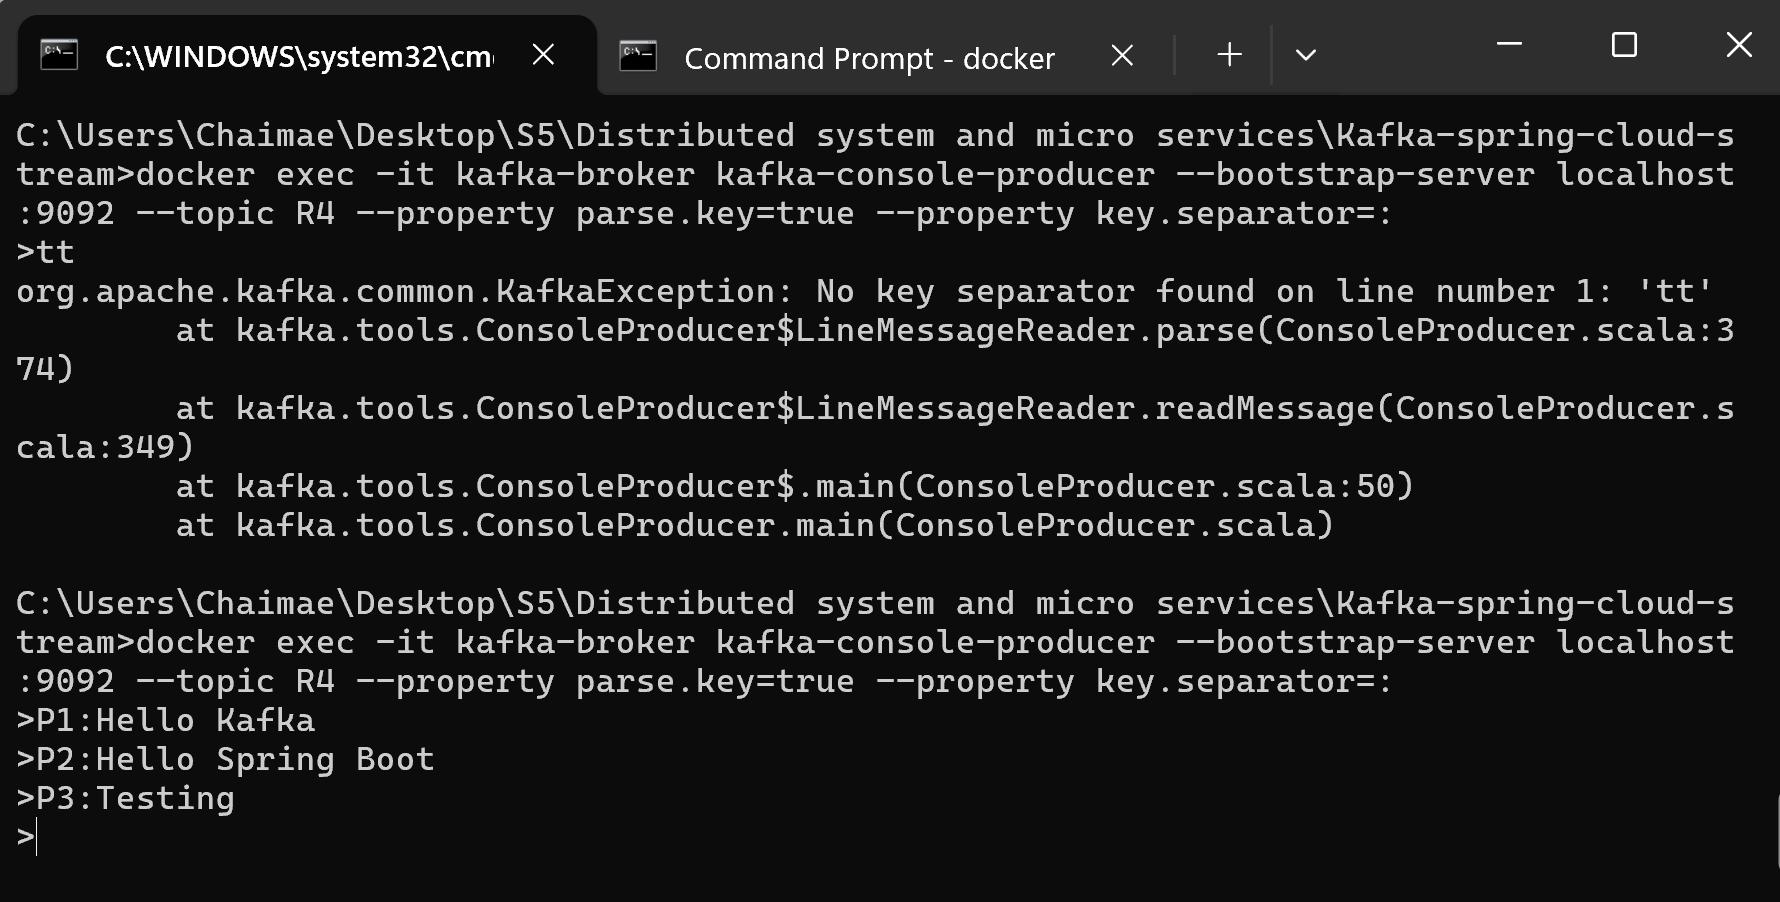 C:\WINDOWS\system32\cm
Command Prompt - docker
C:\Users\Chaimae\Desktop\S5\Distributed system and micro services\Kafka-spring-cloud-s
tream>docker exec -it kafka-broker kafka-console-producer --bootstrap-server localhost
:9092 --topic R4 --property parse.key=true --property key.separator=:
>tt
org.apache.kafka.common.KafkaException: No key separator found on line number 1: 'tt'
at kafka.tools.ConsoleProducer$LineMessageReader.parse(ConsoleProducer.scala:3
74)
at kafka.tools.ConsoleProducer$LineMessageReader.readMessage(ConsoleProducer.s
cala:349)
at kafka.tools.ConsoleProducer$.main(ConsoleProducer.scala:50)
at kafka.tools.ConsoleProducer.main(ConsoleProducer.scala)
C:\Users\Chaimae\Desktop\S5\Distributed system and micro services\Kafka-spring-cloud-s
tream>docker exec -it kafka-broker kafka-console-producer --bootstrap-server localhost
:9092 --topic R4 --property parse.key=true --property key.separator=:
>P1:Hello Kafka
>P2:Hello Spring Boot
>P3:Testing
>